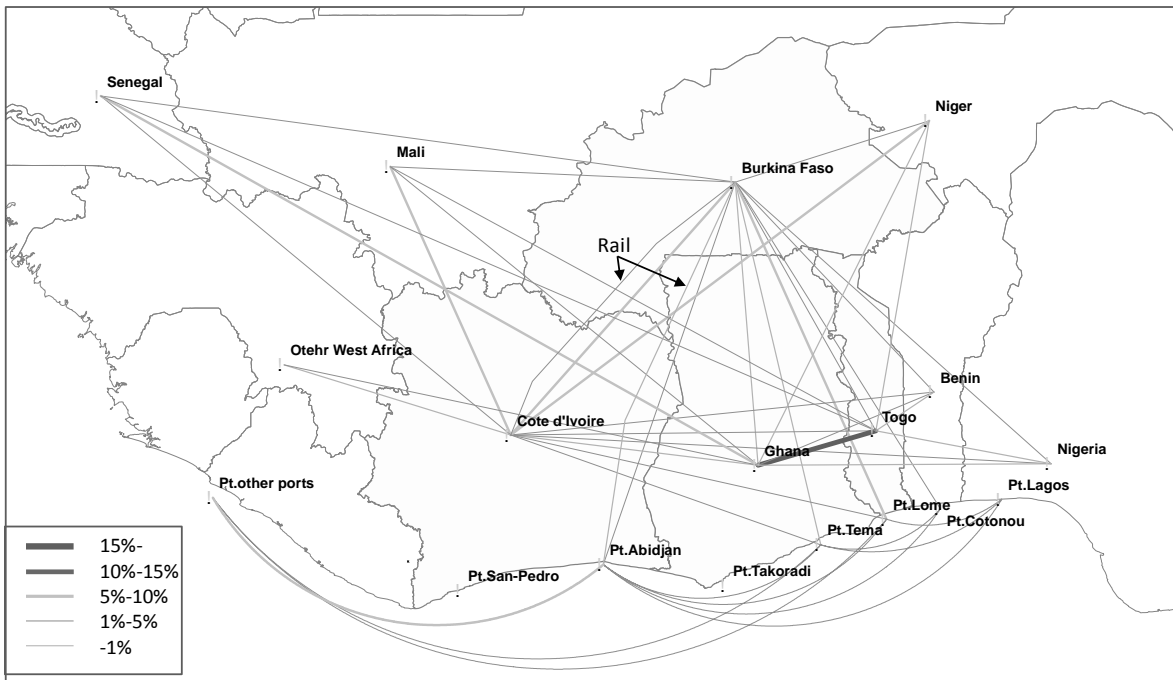 Senegal
Niger
Mali
Burkina Faso
Rail
Otehr West Africa
Benin
Cote d'Ivoire
Togo
Ghana
Nigeria
Pt.other ports
Pt.Lagos
Pt.Lome
Pt.Cotonou
Pt.Tema
Pt.Abidjan
Pt.San-Pedro
Pt.Takoradi
15%-
10%-15%
5%-10%
1%-5%
-1%